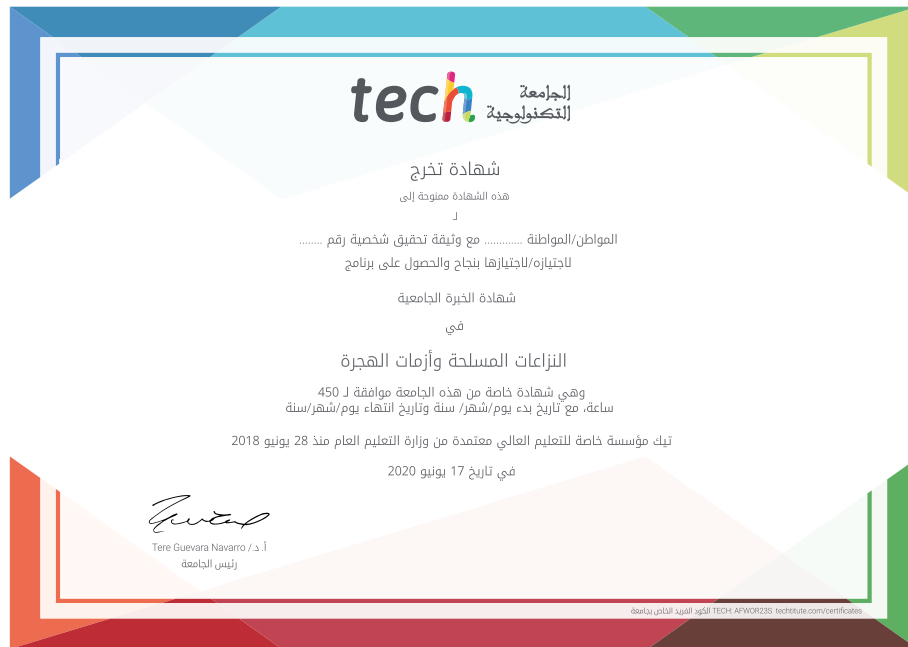 tech الجامعة
التكنولوجية
شهادة تخرج
هذه الشهادة ممنوحة إلى
لـ
المواطن/المواطنة ............ مع وثيقة تحقيق شخصية رقم ........
لاجتيازه/لاجتيازها بنجاح والحصول على برنامج
شهادة الخبرة الجامعية
في
النزاعات المسلحة وأزمات الهجرة
وهي شهادة خاصة من هذه الجامعة موافقة لـ 450
ساعة، مع تاريخ بدء يوم/شهر/ سنة وتاريخ انتهاء يوم/شهر/سنة
تيك مؤسسة خاصة للتعليم العالي معتمدة من وزارة التعليم العام منذ 28 يونيو 2018
في تاريخ 17 يونيو 2020
أ.د./ Tere Guevara Navarro
رئيس الجامعة
الكود الفريد الخاص بجامعة TECH: AFWOR23S techtitute.com/certificates